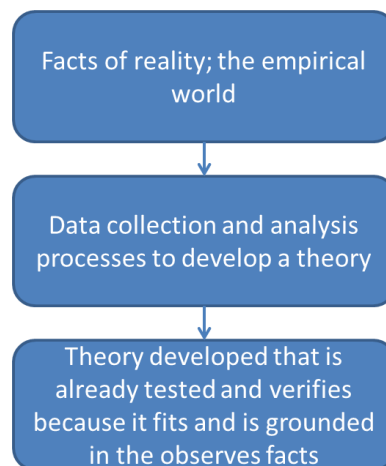 Facts of reality; the empirical
world
Data collection and analysis
processes to develop a theory
Theory developed that is
already tested and verifies
because it fits and is grounded
in the observes facts